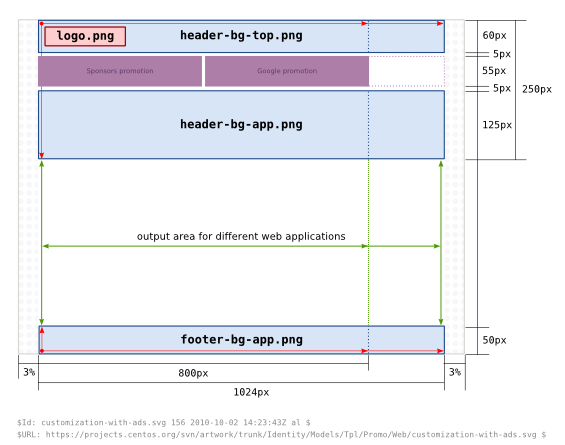 logo.png
header-bg-top.png
60px
5px
Sponsors promotion
Google promotion
55px
5px
250px
header-bg-app.png
125px
output area for different web applications
footer-bg-app.png
50px
3%
800px
3%
1024px
$Id: customization-with-ads.svg 156 2010-10-02 14:23:43Z al $
$URL: https://projects.centos.org/svn/artwork/trunk/Identity/Models/Tpl/Promo/Web/customization-with-ads.svg $